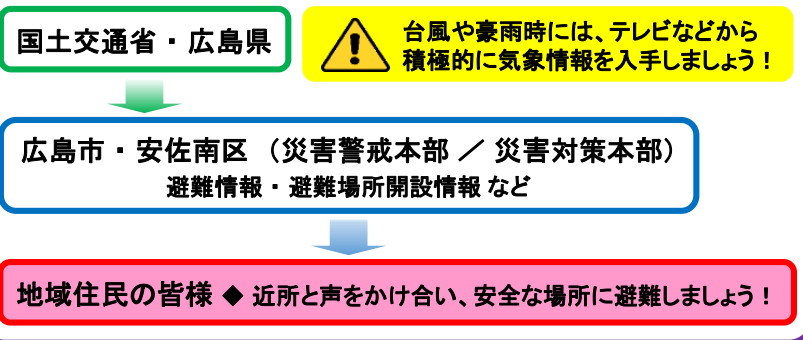 国土交通省・広島県
台風や豪雨時には、テレビなどから
積極的に気象情報を入手しましょう！
広島市・安佐南区 （災害警戒本部 ／ 災害対策本部）
避難情報・避難場所開設情報 など
地域住民の皆様 ◆ 近所と声をかけ合い、安全な場所に避難しましょう！